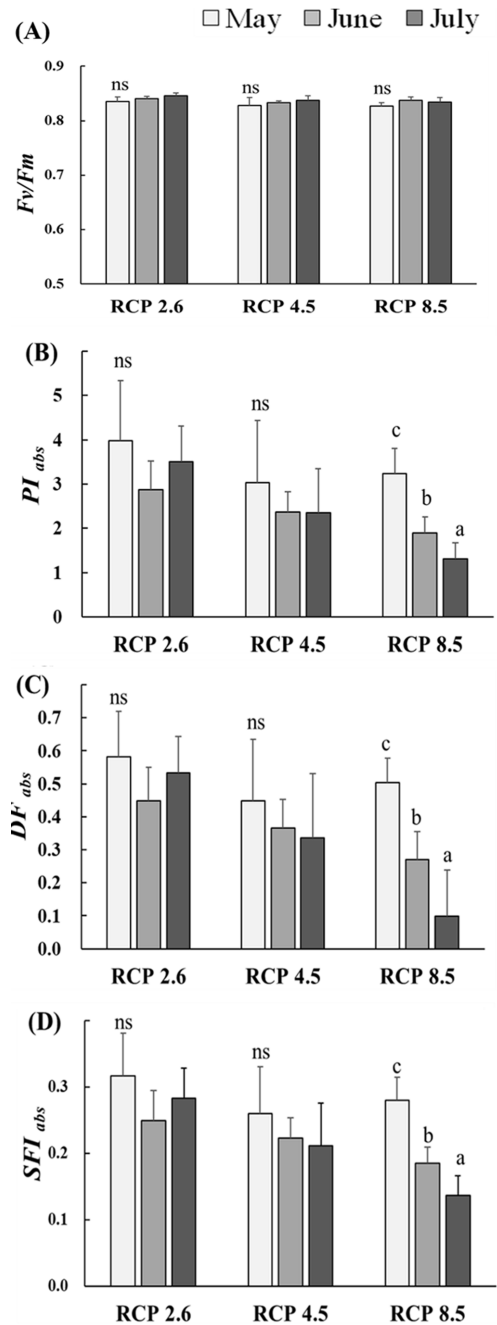 (A)
May June July
0.9
0.8
0.7
0.6
0.5
Fv/Fm
ns ns ns
RCP 2.6 RCP 4.5 RCP 8.5
(B)
5
4
3
2
1
0
PI abs
ns ns c b a
RCP 2.6 RCP 4.5 RCP 8.5
(C)
0.7
0.6
0.5
0.4
0.3
0.2
0.1
0.0
DF abs
ns ns c b a
RCP 2.6 RCP 4.5 RCP 8.5
(D)
0.3
0.2
0.1
0.0
SFI abs
ns ns c b a
RCP 2.6 RCP 4.5 RCP 8.5